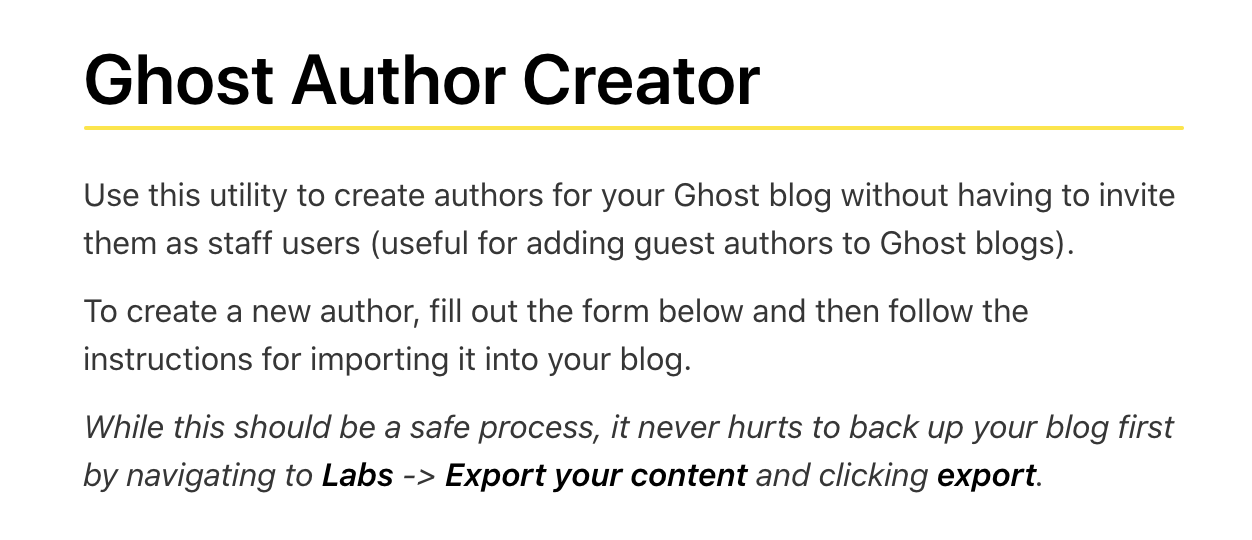 Ghost Author Creator
Use this utility to create authors for your Ghost blog without having to invite
them as staff users (useful for adding guest authors to Ghost blogs).
To create a new author, fill out the form below and then follow the
instructions for importing it into your blog.
While this should be a safe process, it never hurts to back up your blog first
by navigating to Labs -> Export your content and clicking export.